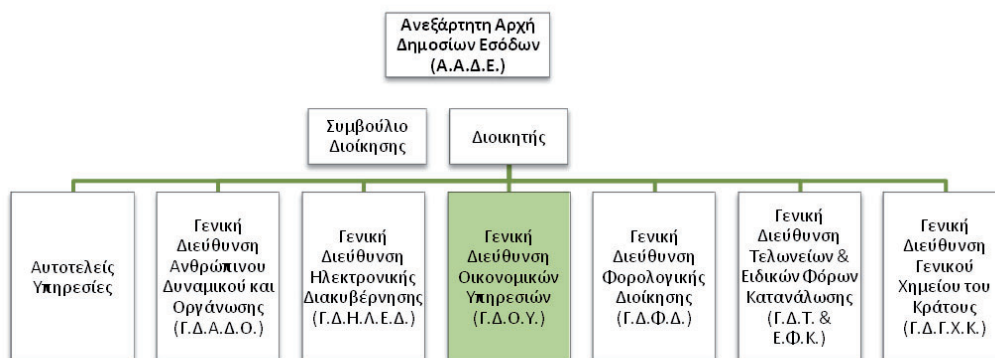 Ανεξάρτητη Αρχή
Δημοσίων Εσόδων
(Α.Α.Δ.Ε.)
Συμβούλιο
Διοίκησης
Διοικητής
Αυτοτελείς
Υπηρεσίες
Γενική
Διεύθυνση
Ανθρώπινου
Δυναμικού και
Οργάνωσης
(Γ.Δ.Α.Δ.Ο.)
Γενική
Διεύθυνση
Ηλεκτρονικής
Διακυβέρνησης
(Γ.Δ.Η.Λ.Ε.Δ.)
Γενική
Διεύθυνση
Οικονομικών
Υπηρεσιών
(Γ.Δ.Ο.Υ.)
Γενική
Διεύθυνση
Φορολογικής
Διοίκησης
(Γ.Δ.Φ.Δ.)
Γενική
Διεύθυνση
Τελωνείων &
Ειδικών Φόρων
Κατανάλωσης
(Γ.Δ.Τ. &
Ε.Φ.Κ.)
Γενική
Διεύθυνση
Γενικού
Χημείου του
Κράτους
(Γ.Δ.Γ.Χ.Κ.)